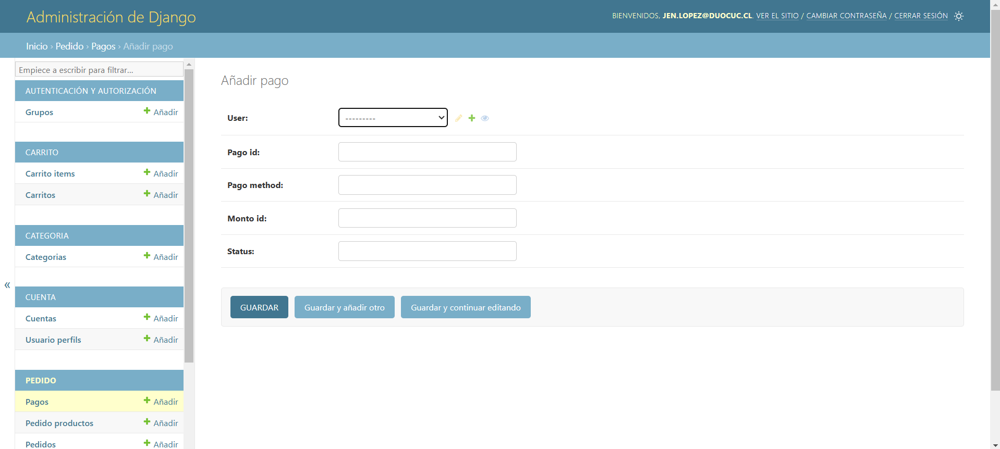 Administración de Django
BIENVENIDOS, JEN.LOPEZ@DUOCUC.CL. VER EL SITIO / CAMBIAR CONTRASEÑA / CERRAR SESIÓN
Inicio › Pedido › Pagos › Añadir pago
Empiece a escribir para filtrar...
AUTENTICACIÓN Y AUTORIZACIÓN
Grupos Añadir
CARRITO
Carrito items Añadir
Carritos Añadir
CATEGORIA
Categorias Añadir
«
CUENTA
Cuentas Añadir
Usuario perfils Añadir
PEDIDO
Pagos Añadir
Pedido productos Añadir
Pedidos Añadir
Añadir pago
User: ---------
Pago id:
Pago method:
Monto id:
Status:
GUARDAR Guardar y añadir otro Guardar y continuar editando